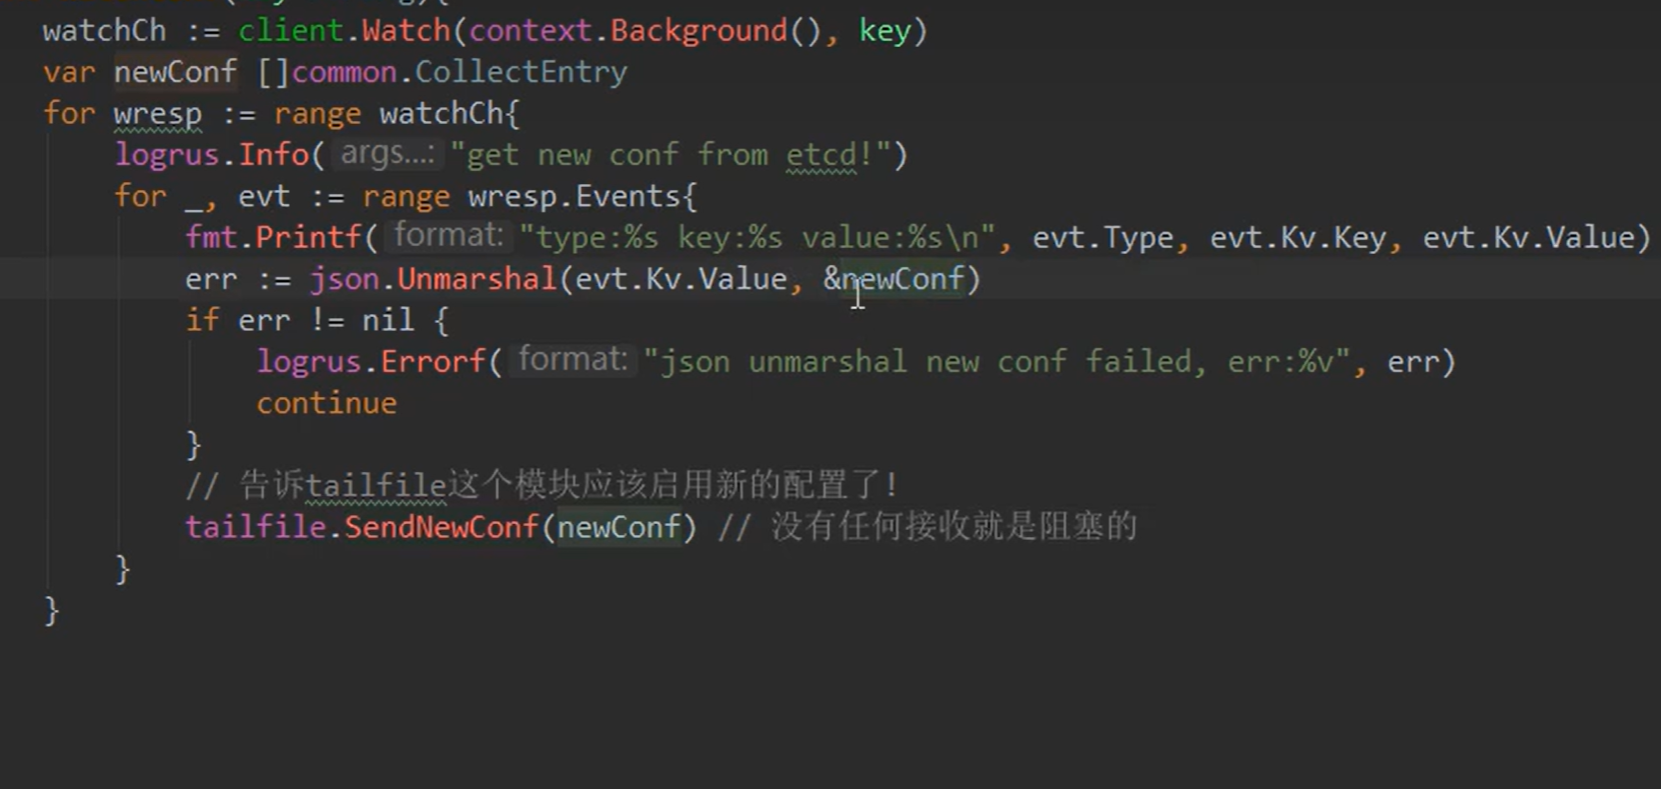 watchCh := client.Watch(context.Background(), key)
var newConf []common.CollectEntry
for wresp := range watchCh{
logrus.Info( args...: "get new conf from etcd!")
for _, evt := range wresp.Events{
fmt.Printf( format: "type:%s key:%s value:%s\n", evt.Type, evt.Kv.Key, evt.Kv.Value)
err := json.Unmarshal(evt.Kv.Value, &newConf)
if err != nil {
logrus.Errorf( format: "json unmarshal new conf failed, err:%v", err)
continue
}
// 告诉tailfile这个模块应该启用新的配置了!
tailfile.SendNewConf(newConf) // 没有任何接收就是阻塞的
}
}